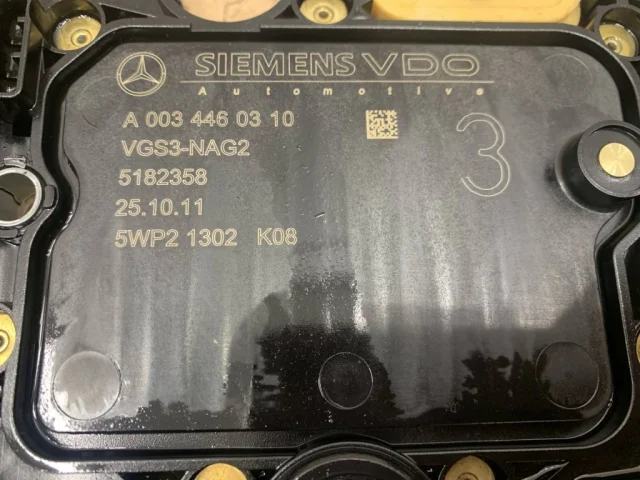 SIEMENS VDO
Automotive
A 003 446 03 10
VGS3-NAG2
3
5182358
25.10.11
5WP2 1302 K08